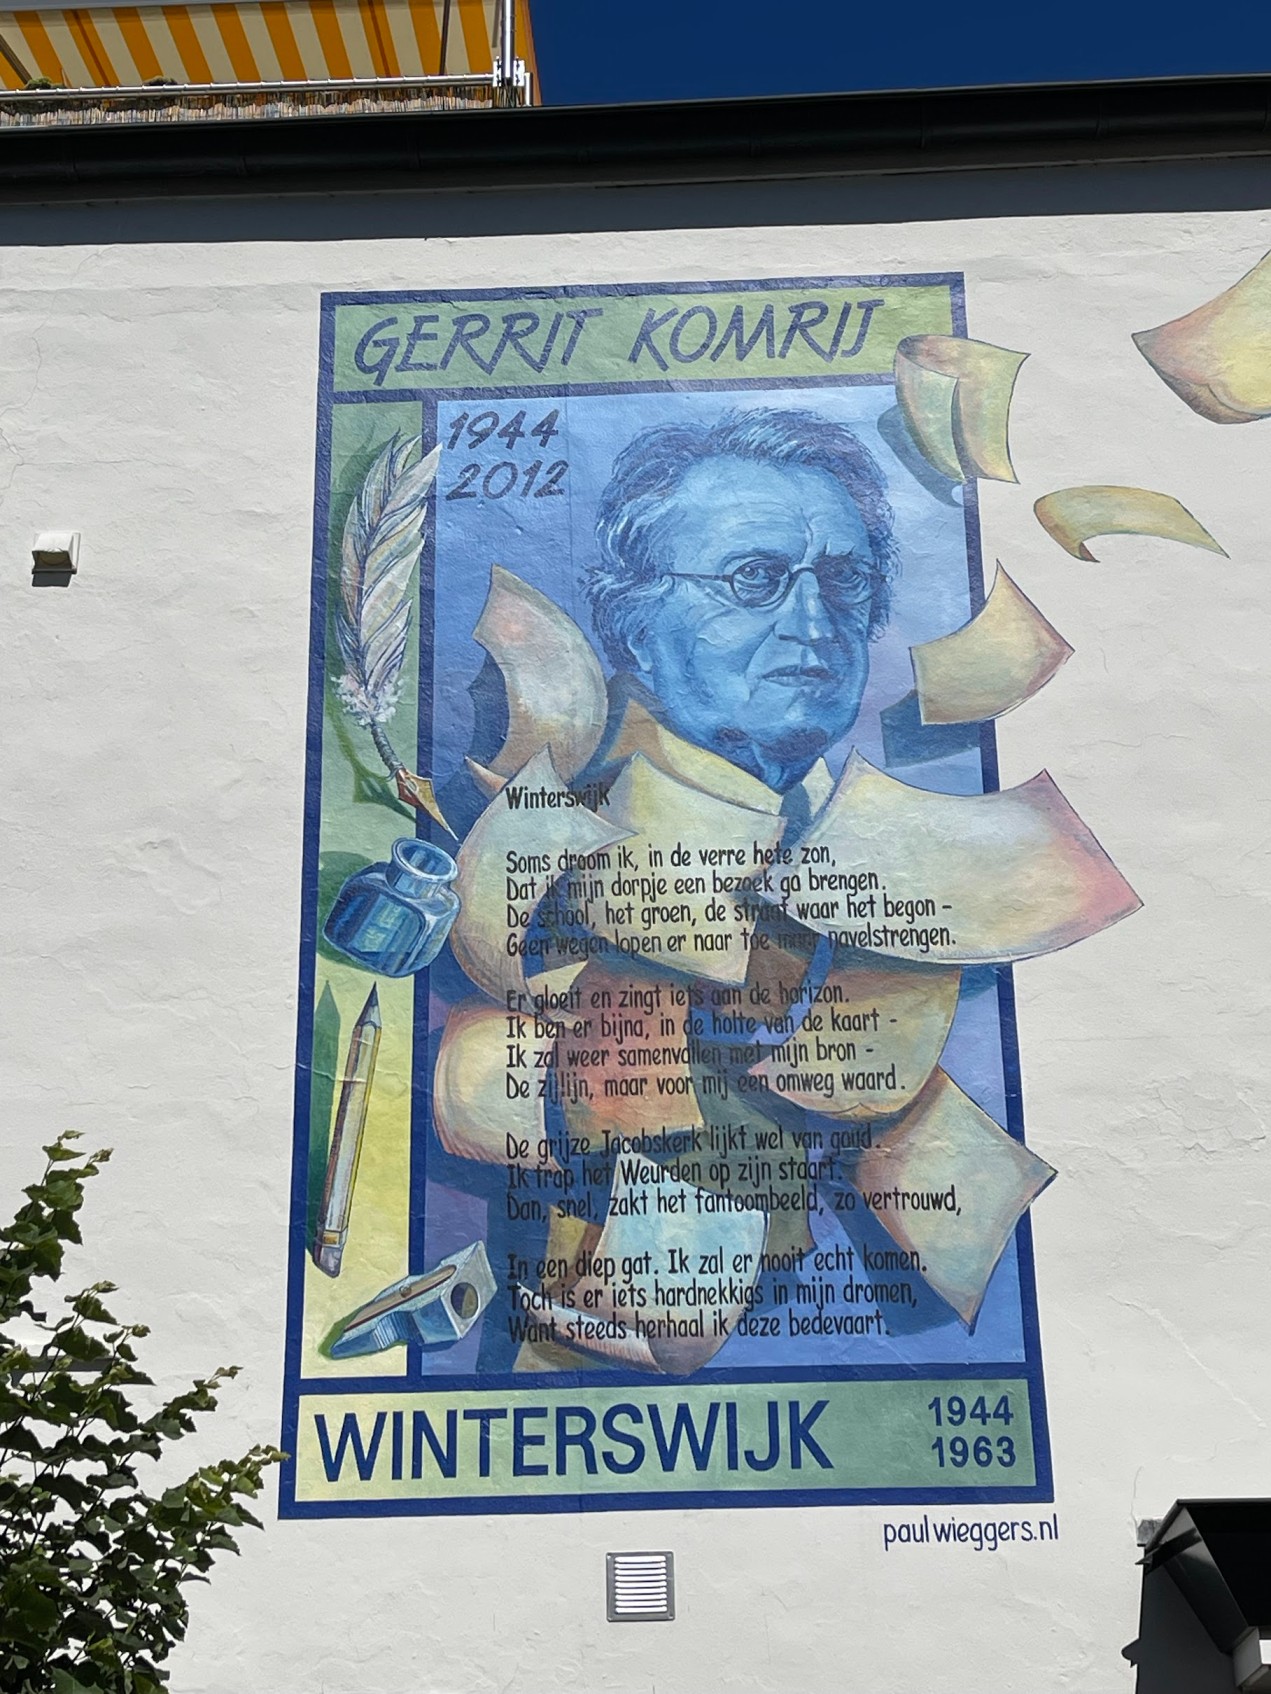 GERRIT KOMRIJ
1944
2012
Winterswijk
Soms droom ik, in de verre hete zon,
Dat ik mijn dorpje een bezoek ga brengen.
De school, het groen, de straat waar het begon -
Geen wegen lopen er naar toe maar navelstrengen.
Er gloeit en zingt iets aan de horizon.
Ik ben er bijna, in de holte van de kaart -
Ik zal weer samenvallen met mijn bron -
De zijlijn, maar voor mij een omweg waard.
De grijze Jacobskerk lijkt wel van goud.
Ik trap het Weurden op zijn staart.
Dan, snel, zakt het fantoombeeld, zo vertrouwd,
In een diep gat. Ik zal er nooit echt komen.
Toch is er iets hardnekkigs in mijn dromen,
Want steeds herhaal ik deze bedevaart.
WINTERSWIJK
1944
1963
paulwieggers.nl